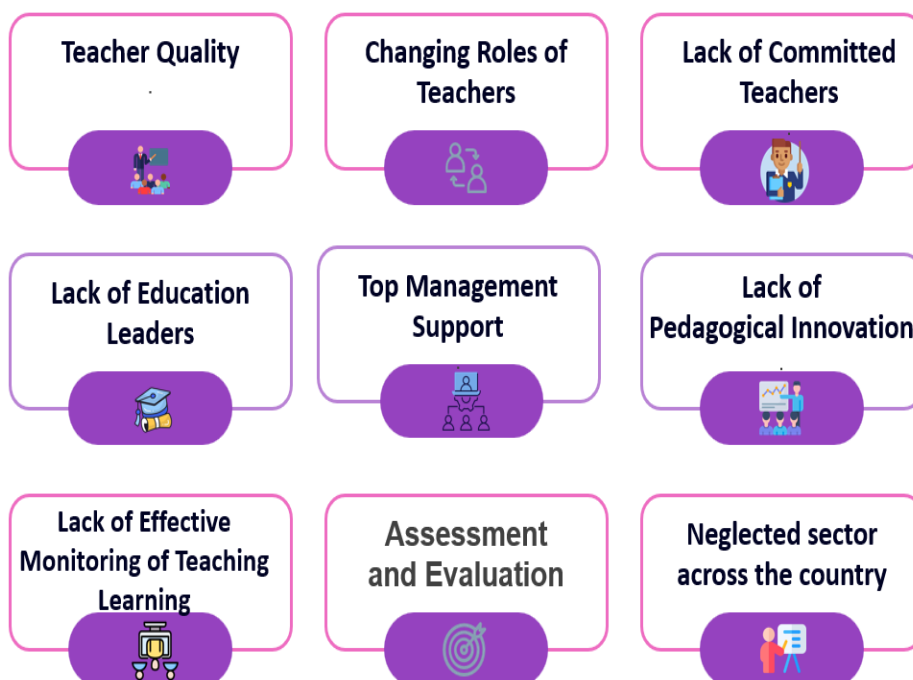 Teacher Quality
Changing Roles of
Teachers
Lack of Committed
Teachers
Lack of Education
Leaders
Top Management
Support
Lack of
Pedagogical Innovation
Lack of Effective
Monitoring of Teaching
Learning
Assessment
and Evaluation
Neglected sector
across the country